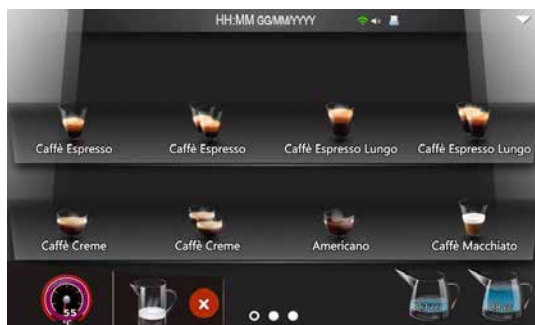 HH:MM GG/MM/YYYY
Caffè Espresso Caffè Espresso Caffè Espresso Lungo Caffè Espresso Lungo
Caffè Creme Caffè Creme Americano Caffè Macchiato
55
°C